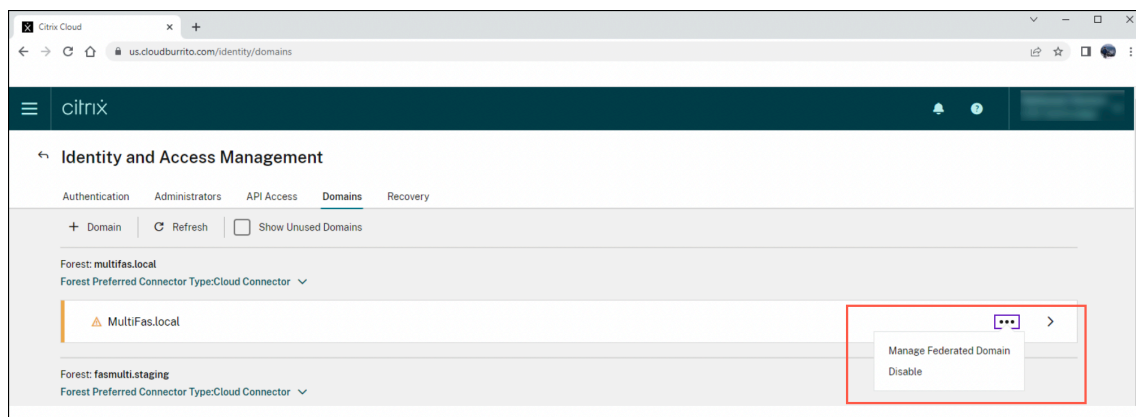 Citrix Cloud
us.cloudburrito.com/identity/domains
citrix
Identity and Access Management
Authentication Administrators API Access Domains Recovery
+ Domain Refresh Show Unused Domains
Forest: multifas.local
Forest Preferred Connector Type:Cloud Connector
MultiFas.local
Manage Federated Domain
Disable
Forest: fasmulti.staging
Forest Preferred Connector Type:Cloud Connector